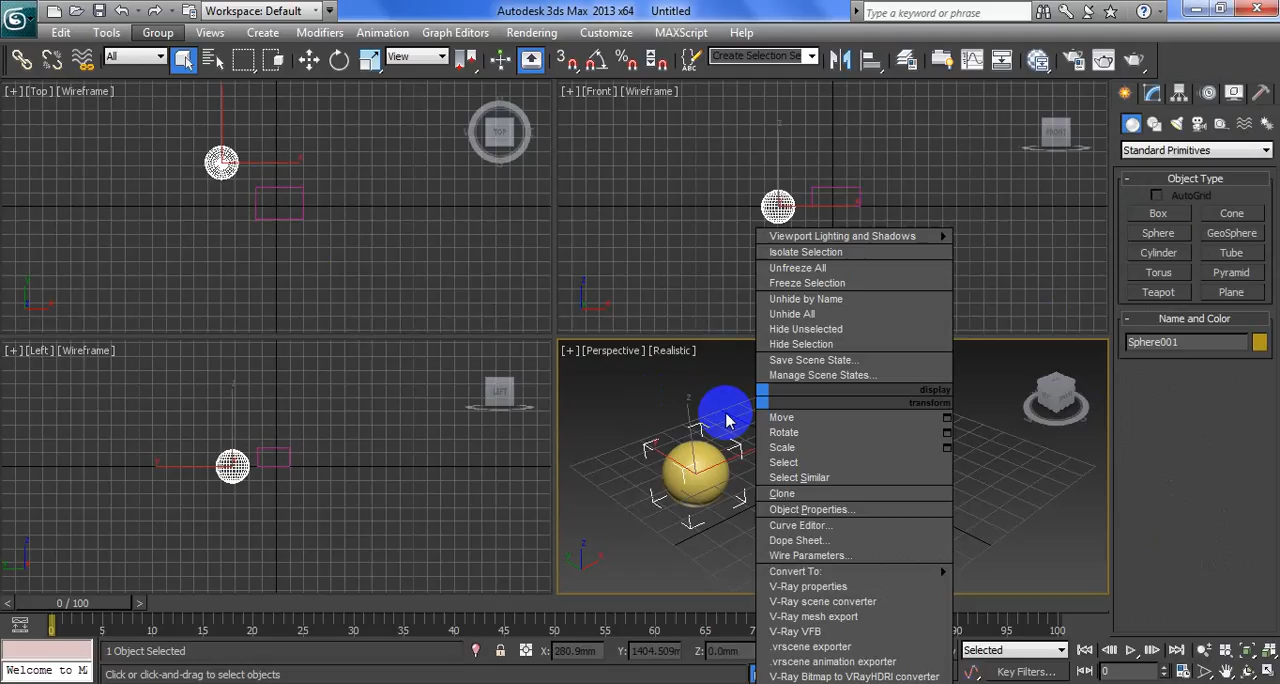 Workspace: Default
Autodesk 3ds Max 2013 x64 Untitled
Type a keyword or phrase
Edit Tools Group Views Create Modifiers Animation Graph Editors Rendering Customize MAXScript Help
All
View
3
Create Selection Se
[+] [Top] [Wireframe]
TOP
[+] [Front] [Wireframe]
FRONT
[+] [Left] [Wireframe]
LEFT
[+] [Perspective] [Realistic]
Viewport Lighting and Shadows
Isolate Selection
Unfreeze All
Freeze Selection
Unhide by Name
Unhide All
Hide Unselected
Hide Selection
Save Scene State...
Manage Scene States...
display
transform
Move
Rotate
Scale
Select
Select Similar
Clone
Object Properties...
Curve Editor...
Dope Sheet...
Wire Parameters...
Convert To:
V-Ray properties
V-Ray scene converter
V-Ray mesh export
V-Ray VFB
.vrscene exporter
.vrscene animation exporter
V-Ray Bitmap to VRayHDRI converter
Standard Primitives
- Object Type
AutoGrid
Box Cone
Sphere GeoSphere
Cylinder Tube
Torus Pyramid
Teapot Plane
- Name and Color
Sphere001
< 0 / 100 >
0 5 10 15 20 25 30 35 40 45 50 55 60 65 70 75 90 95 100
1 Object Selected
X: 280.9mm Y: 1404.509m Z: 0.0mm
Selected
Welcome to M
Click or click-and-drag to select objects
Key Filters...
0